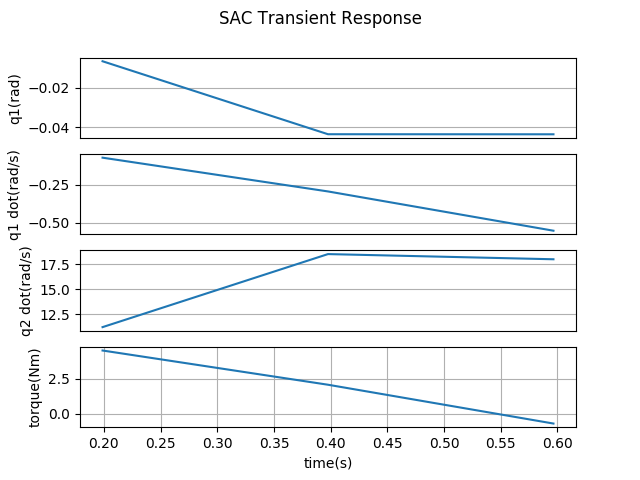 SAC Transient Response
q1(rad)
−0.02
−0.04
q1 dot(rad/s)
−0.25
−0.50
q2 dot(rad/s)
17.5
15.0
12.5
torque(Nm)
2.5
0.0
0.20 0.25 0.30 0.35 0.40 0.45 0.50 0.55 0.60
time(s)